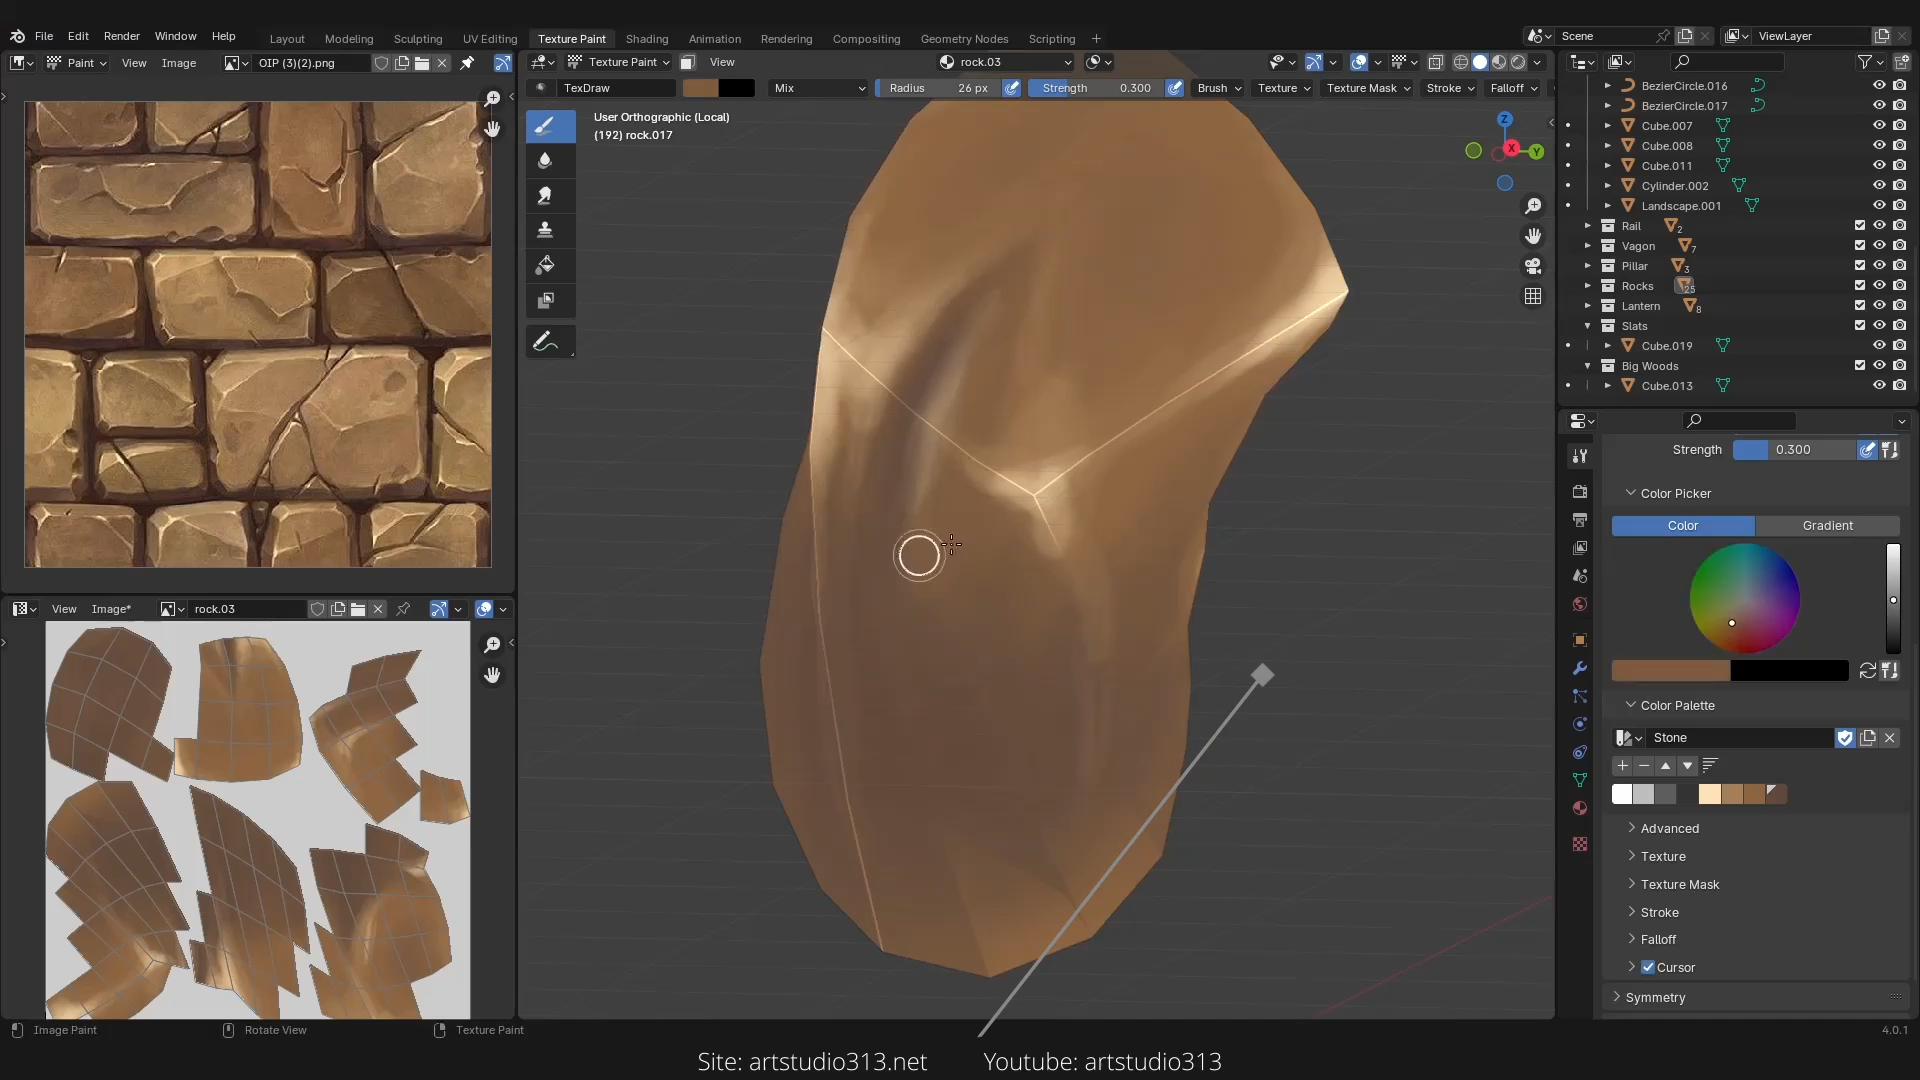 File Edit Render Window Help
Layout Modeling Sculpting UV Editing Texture Paint Shading Animation Rendering Compositing Geometry Nodes Scripting
Scene ViewLayer
Paint View Image OIP (3)(2).png
Texture Paint View rock.03
TexDraw Mix Radius 26 px Strength 0.300 Brush Texture Texture Mask Stroke Falloff
User Orthographic (Local)
(192) rock.017
Z
X
Y
BezierCircle.016
BezierCircle.017
Cube.007
Cube.008
Cube.011
Cylinder.002
Landscape.001
Rail 2
Vagon 7
Pillar 3
Rocks 25
Lantern 8
Slats
Cube.019
Big Woods
Cube.013
Strength 0.300
Color Picker
Color Gradient
Color Palette
Stone
Advanced
Texture
Texture Mask
Stroke
Falloff
Cursor
Symmetry
View Image* rock.03
Image Paint Rotate View Texture Paint
4.0.1
Site: artstudio313.net Youtube: artstudio313